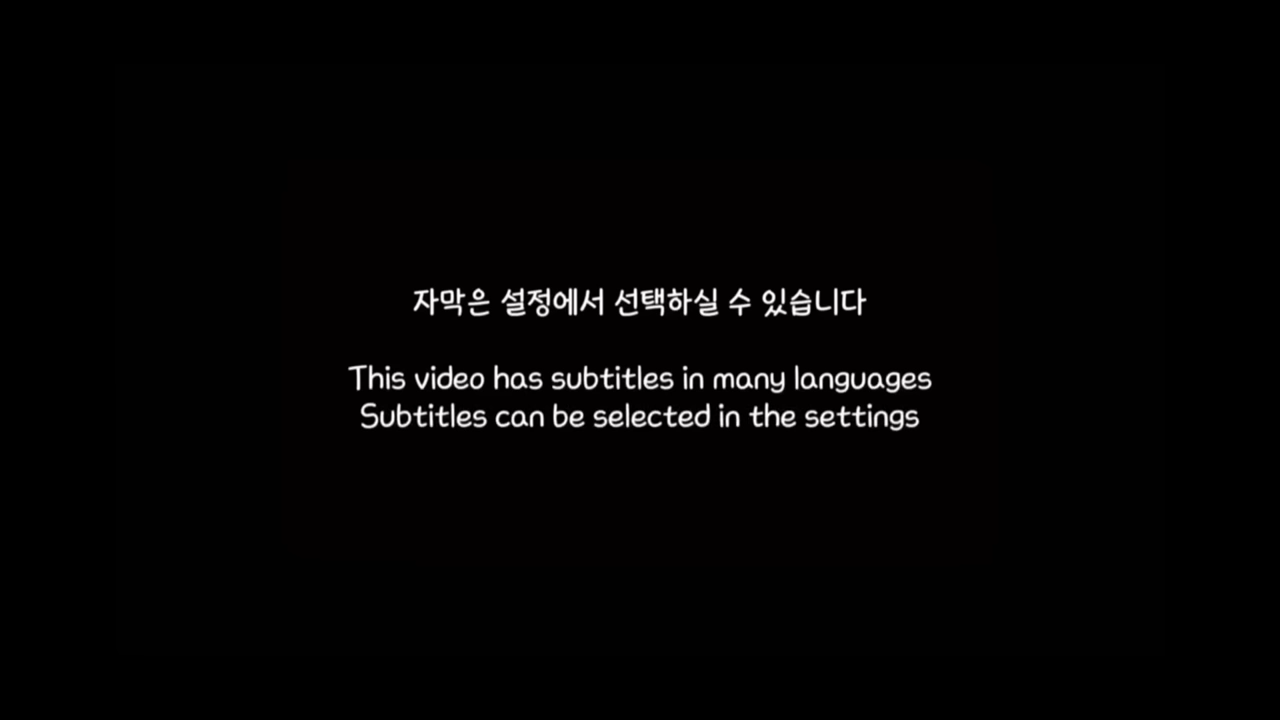 자막은 설정에서 선택하실 수 있습니다
This video has subtitles in many languages
Subtitles can be selected in the settings